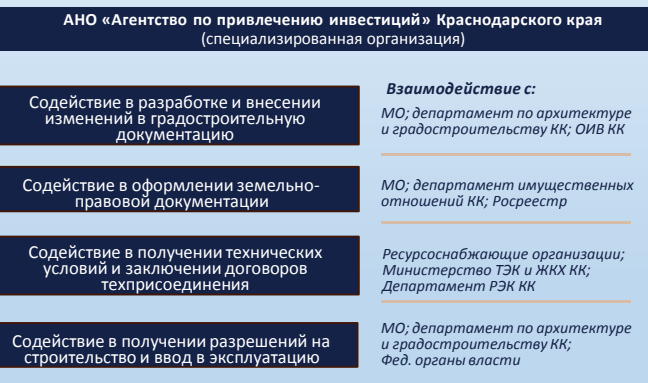 АНО «Агентство по привлечению инвестиций» Краснодарского края
(специализированная организация)
Взаимодействие с:
Содействие в разработке и внесении
изменений в градостроительную
документацию
МО; департамент по архитектуре
и градостроительству КК; ОИВ КК
Содействие в оформлении земельно-
правовой документации
МО; департамент имущественных
отношений КК; Росреестр
Содействие в получении технических
условий и заключении договоров
техприсоединения
Ресурсоснабжающие организации;
Министерство ТЭК и ЖКХ КК;
Департамент РЭК КК
Содействие в получении разрешений на
строительство и ввод в эксплуатацию
МО; департамент по архитектуре
и градостроительству КК;
Фед. органы власти